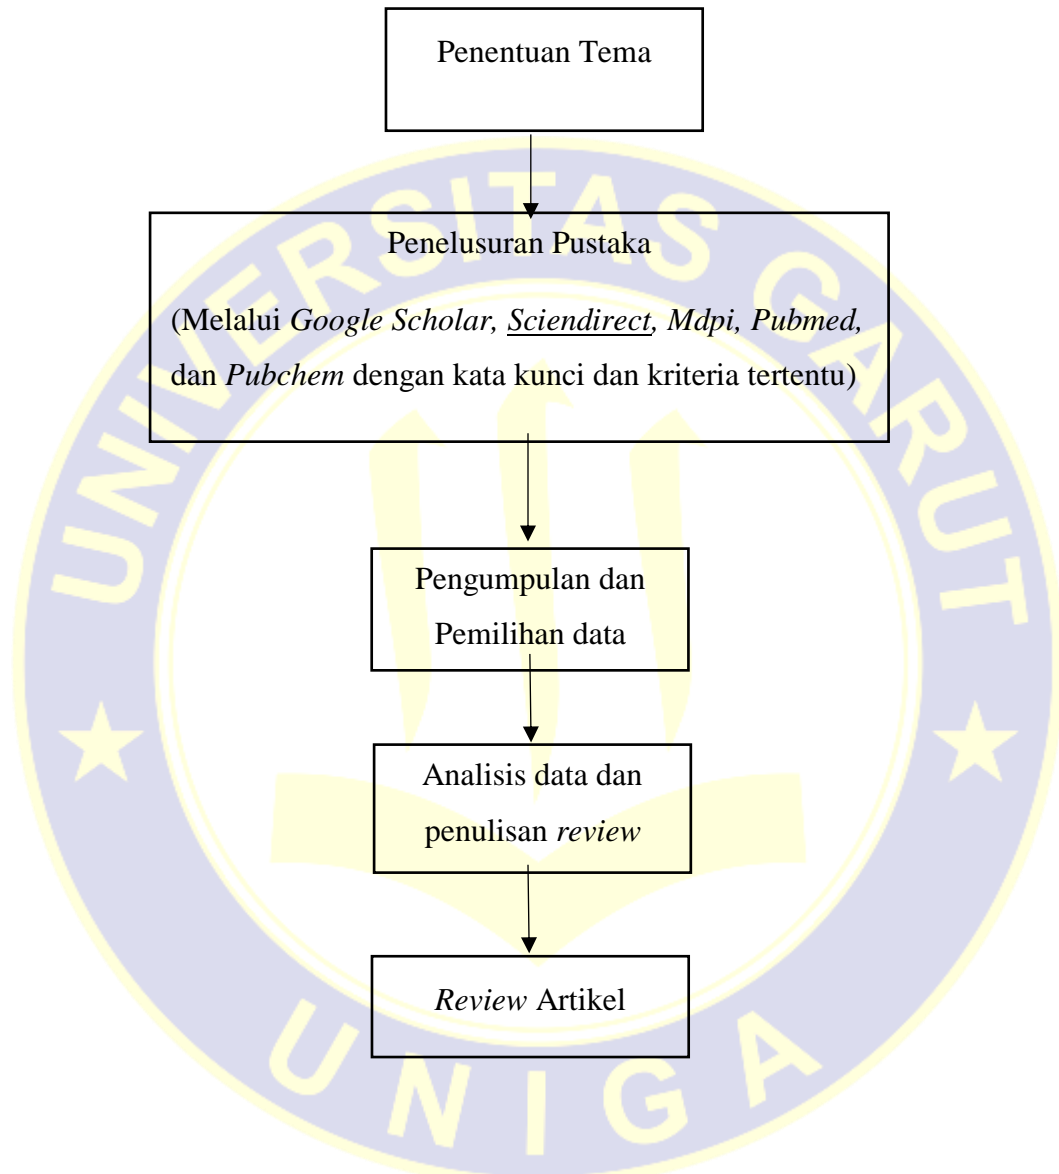 Penentuan Tema
UNIVERSITAS GARUT
Penelusuran Pustaka
(Melalui Google Scholar, Sciendirect, Mdpi, Pubmed,
dan Pubchem dengan kata kunci dan kriteria tertentu)
Pengumpulan dan
Pemilihan data
Analisis data dan
penulisan review
Review Artikel
UNIGA